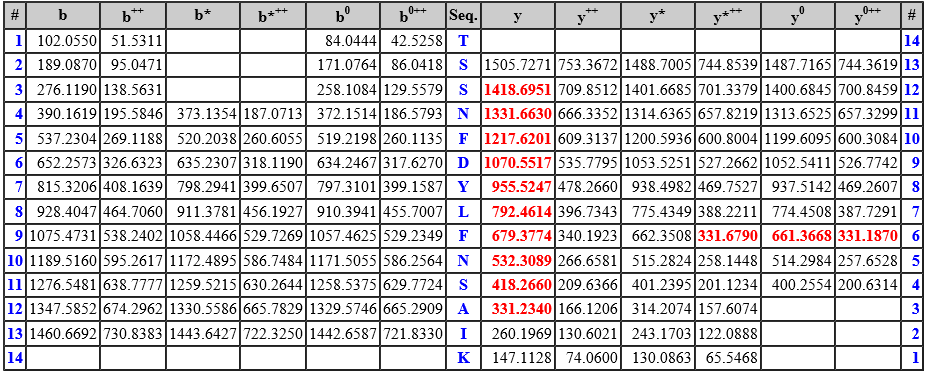 # b b++ b* b*++ b0 b0++ Seq. y y++ y* y*++ y0 y0++ #
1 102.0550 51.5311 84.0444 42.5258 T 14
2 189.0870 95.0471 171.0764 86.0418 S 1505.7271 753.3672 1488.7005 744.8539 1487.7165 744.3619 13
3 276.1190 138.5631 258.1084 129.5579 S 1418.6951 709.8512 1401.6685 701.3379 1400.6845 700.8459 12
4 390.1619 195.5846 373.1354 187.0713 372.1514 186.5793 N 1331.6630 666.3352 1314.6365 657.8219 1313.6525 657.3299 11
5 537.2304 269.1188 520.2038 260.6055 519.2198 260.1135 F 1217.6201 609.3137 1200.5936 600.8004 1199.6095 600.3084 10
6 652.2573 326.6323 635.2307 318.1190 634.2467 317.6270 D 1070.5517 535.7795 1053.5251 527.2662 1052.5411 526.7742 9
7 815.3206 408.1639 798.2941 399.6507 797.3101 399.1587 Y 955.5247 478.2660 938.4982 469.7527 937.5142 469.2607 8
8 928.4047 464.7060 911.3781 456.1927 910.3941 455.7007 L 792.4614 396.7343 775.4349 388.2211 774.4508 387.7291 7
9 1075.4731 538.2402 1058.4466 529.7269 1057.4625 529.2349 F 679.3774 340.1923 662.3508 331.6790 661.3668 331.1870 6
10 1189.5160 595.2617 1172.4895 586.7484 1171.5055 586.2564 N 532.3089 266.6581 515.2824 258.1448 514.2984 257.6528 5
11 1276.5481 638.7777 1259.5215 630.2644 1258.5375 629.7724 S 418.2660 209.6366 401.2395 201.1234 400.2554 200.6314 4
12 1347.5852 674.2962 1330.5586 665.7829 1329.5746 665.2909 A 331.2340 166.1206 314.2074 157.6074 3
13 1460.6692 730.8383 1443.6427 722.3250 1442.6587 721.8330 I 260.1969 130.6021 243.1703 122.0888 2
14 K 147.1128 74.0600 130.0863 65.5468 1